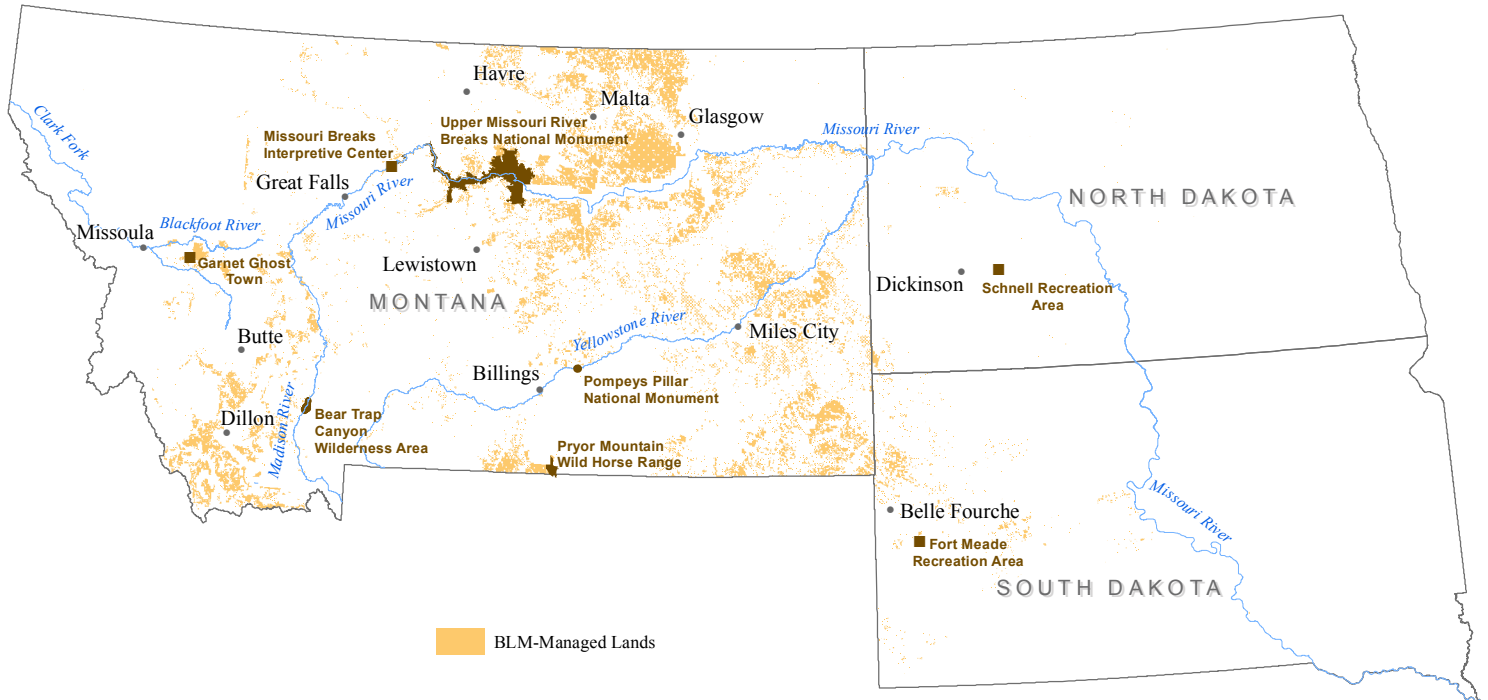 Havre
Malta
Glasgow
Clark Fork
Missouri Breaks
Interpretive Center
Upper Missouri River
Breaks National Monument
Missouri River
Great Falls
Missouri River
NORTH DAKOTA
Blackfoot River
Missoula
Garnet Ghost
Town
Lewistown
MONTANA
Dickinson
Schnell Recreation
Area
Butte
Yellowstone River
Miles City
Billings
Pompeys Pillar
National Monument
Dillon
Madison River
Bear Trap
Canyon
Wilderness Area
Pryor Mountain
Wild Horse Range
Belle Fourche
Missouri River
Fort Meade
Recreation Area
SOUTH DAKOTA
BLM-Managed Lands